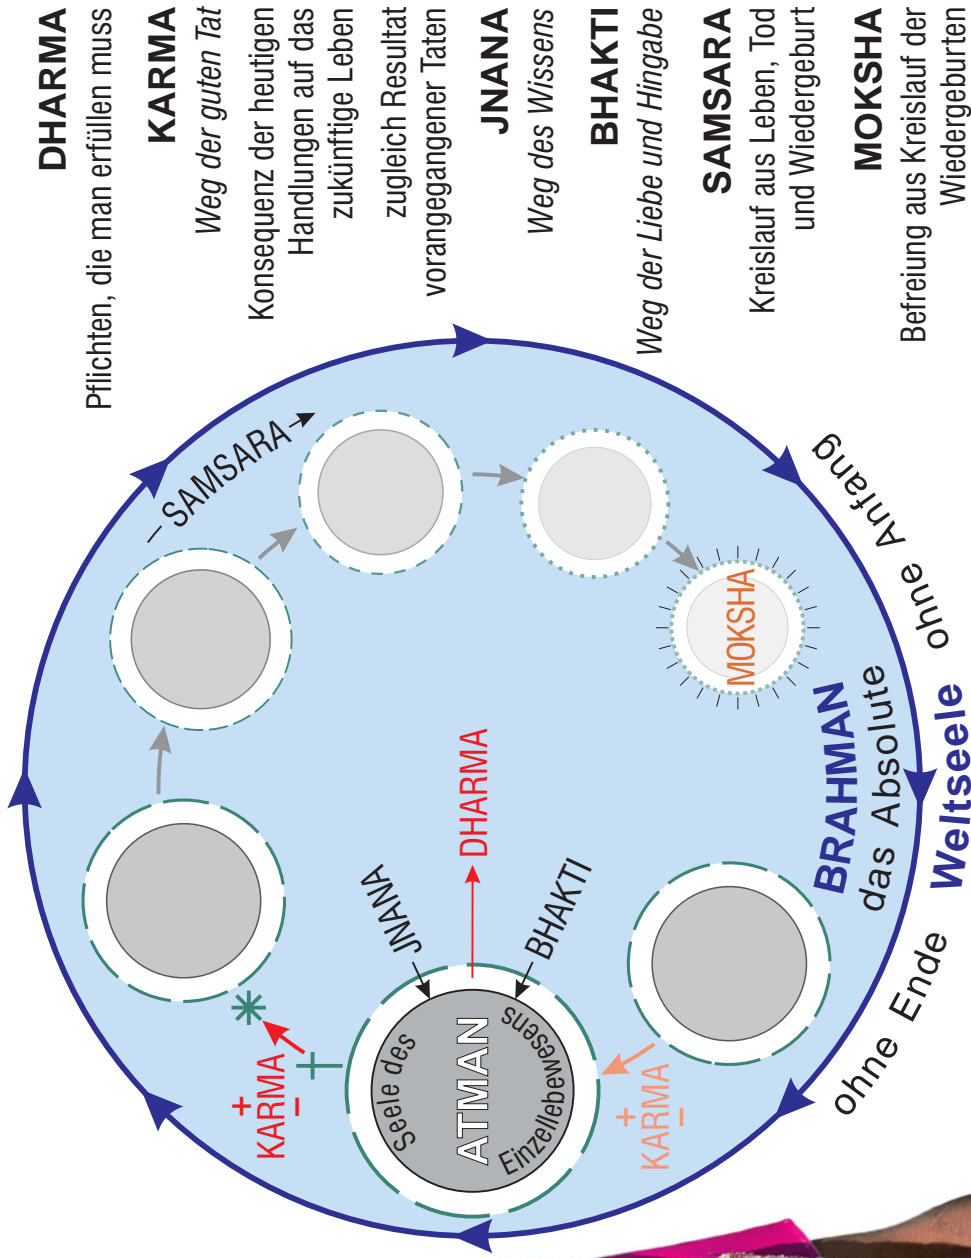 DHARMA
Pflichten, die man erfüllen muss
KARMA
Weg der guten Tat
Konsequenz der heutigen
Handlungen auf das
zukünftige Leben
zugleich Resultat
vorangegangener Taten
JNANA
Weg des Wissens
BHAKTI
Weg der Liebe und Hingabe
SAMSARA
Kreislauf aus Leben, Tod
und Wiedergeburt
MOKSHA
Befreiung aus Kreislauf der
Wiedergeburten
– SAMSARA
MOKSHA
DHARMA
JNANA
BHAKTI
+
KARMA
–
Seele des
ATMAN
Einzellebewesens
+
KARMA
–
BRAHMAN
das Absolute
ohne Ende
Weltseele
ohne Anfang